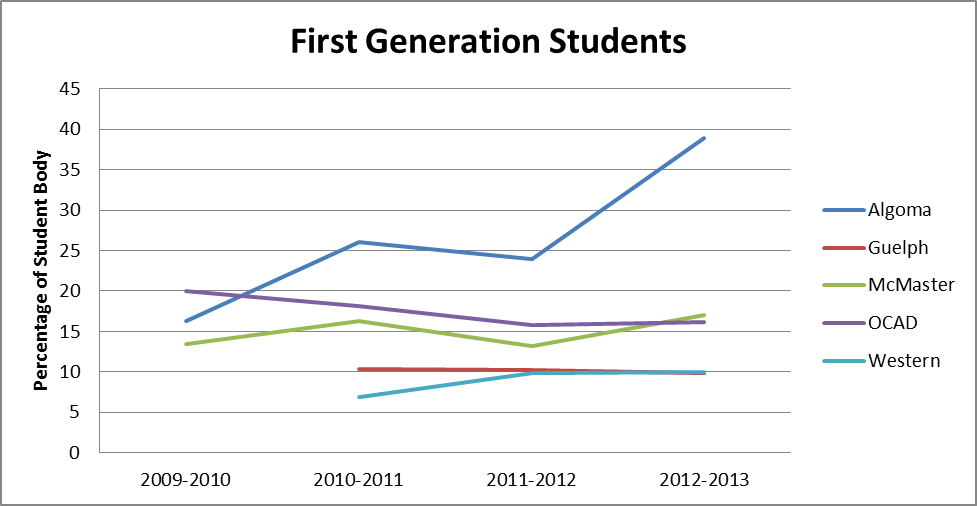 First Generation Students
Percentage of Student Body
45
40
35
30
25
20
15
10
5
0
2009-2010 2010-2011 2011-2012 2012-2013
Algoma
Guelph
McMaster
OCAD
Western